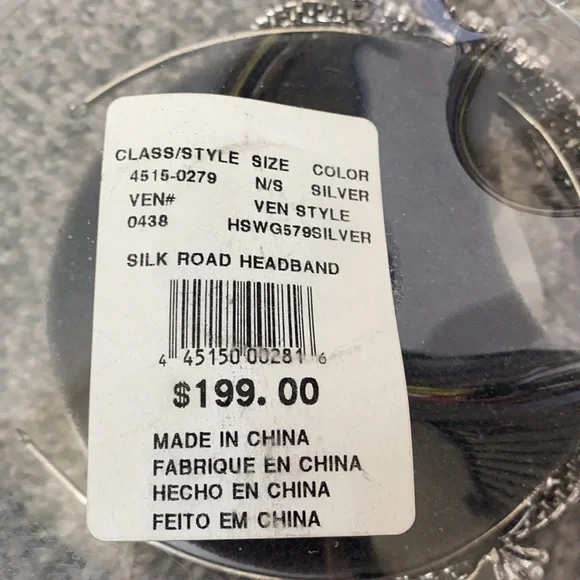 CLASS/STYLE SIZE COLOR
4515-0279 N/S SILVER
VEN# VEN STYLE
0438 HSWG579SILVER
SILK ROAD HEADBAND
4 45150 00281 6
$199.00
MADE IN CHINA
FABRIQUE EN CHINA
HECHO EN CHINA
FEITO EM CHINA